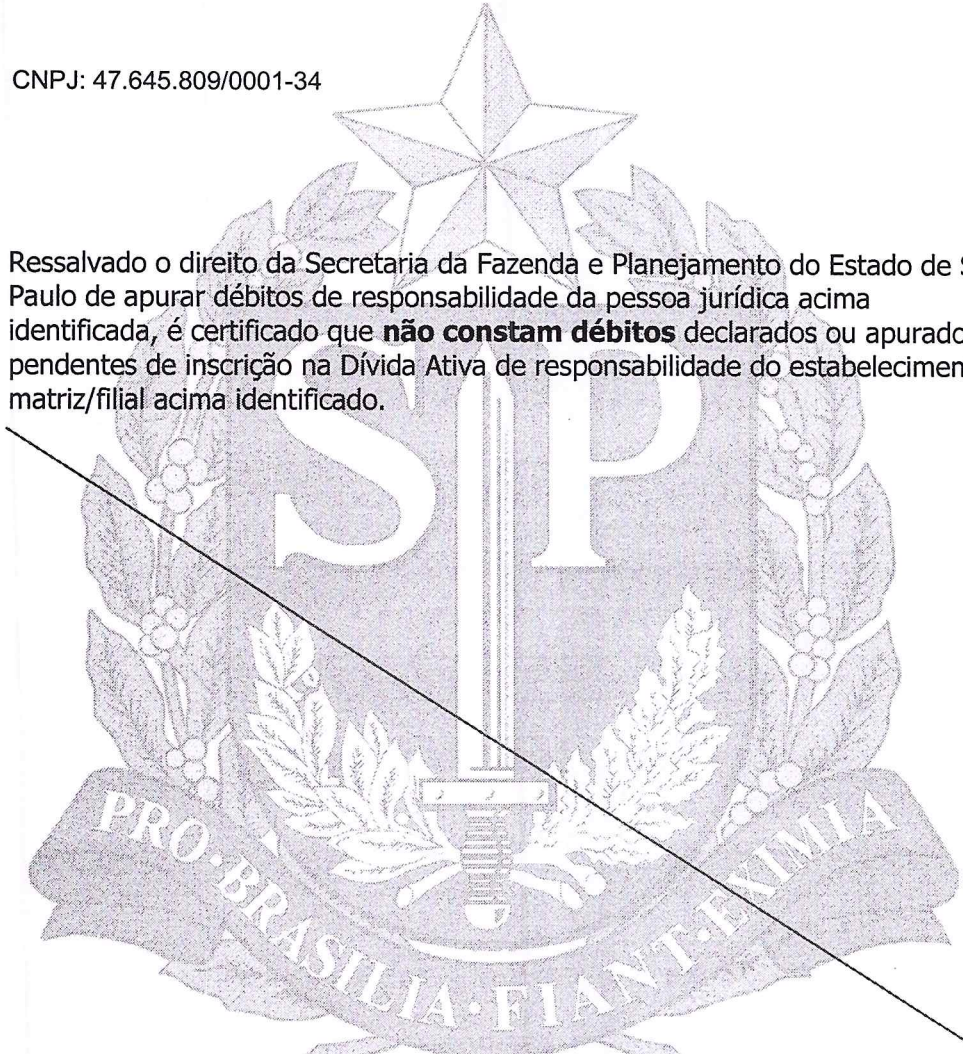 CNPJ: 47.645.809/0001-34
Ressalvado o direito da Secretaria da Fazenda e Planejamento do Estado de
Paulo de apurar débitos de responsabilidade da pessoa jurídica acima
identificada, é certificado que não constam débitos declarados ou
pendentes de inscrição na Dívida Ativa de responsabilidade do
matriz/filial acima identificado.
SP
PRO·BRASILIA·FIANT·EXIMIA